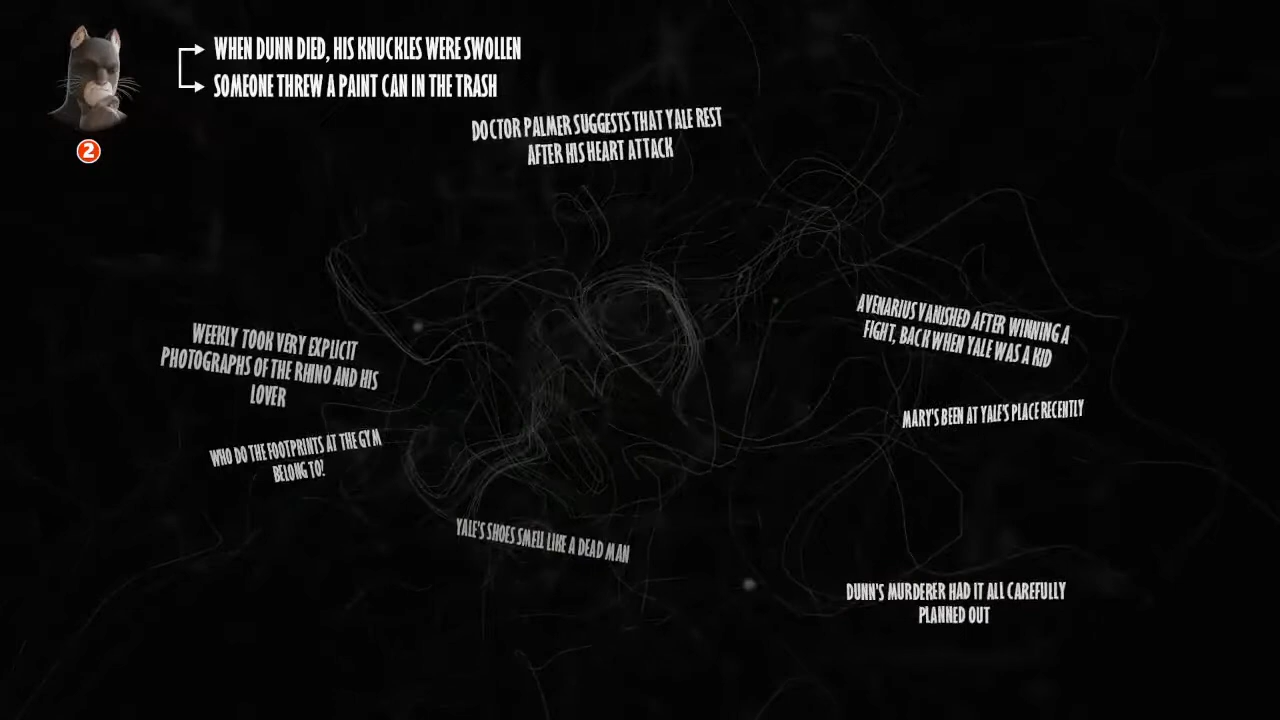 WHEN DUNN DIED, HIS KNUCKLES WERE SWOLLEN
SOMEONE THREW A PAINT CAN IN THE TRASH
2
DOCTOR PALMER SUGGESTS THAT YALE REST
AFTER HIS HEART ATTACK
WEEKLY TOOK VERY EXPLICIT
PHOTOGRAPHS OF THE RHINO AND HIS
LOVER
AVENARIUS VANISHED AFTER WINNING A
FIGHT, BACK WHEN YALE WAS A KID
MARY'S BEEN AT YALE'S PLACE RECENTLY
WHO DO THE FOOTPRINTS AT THE GYM
BELONG TO?
YALE'S SHOES SMELL LIKE A DEAD MAN
DUNN'S MURDERER HAD IT ALL CAREFULLY
PLANNED OUT